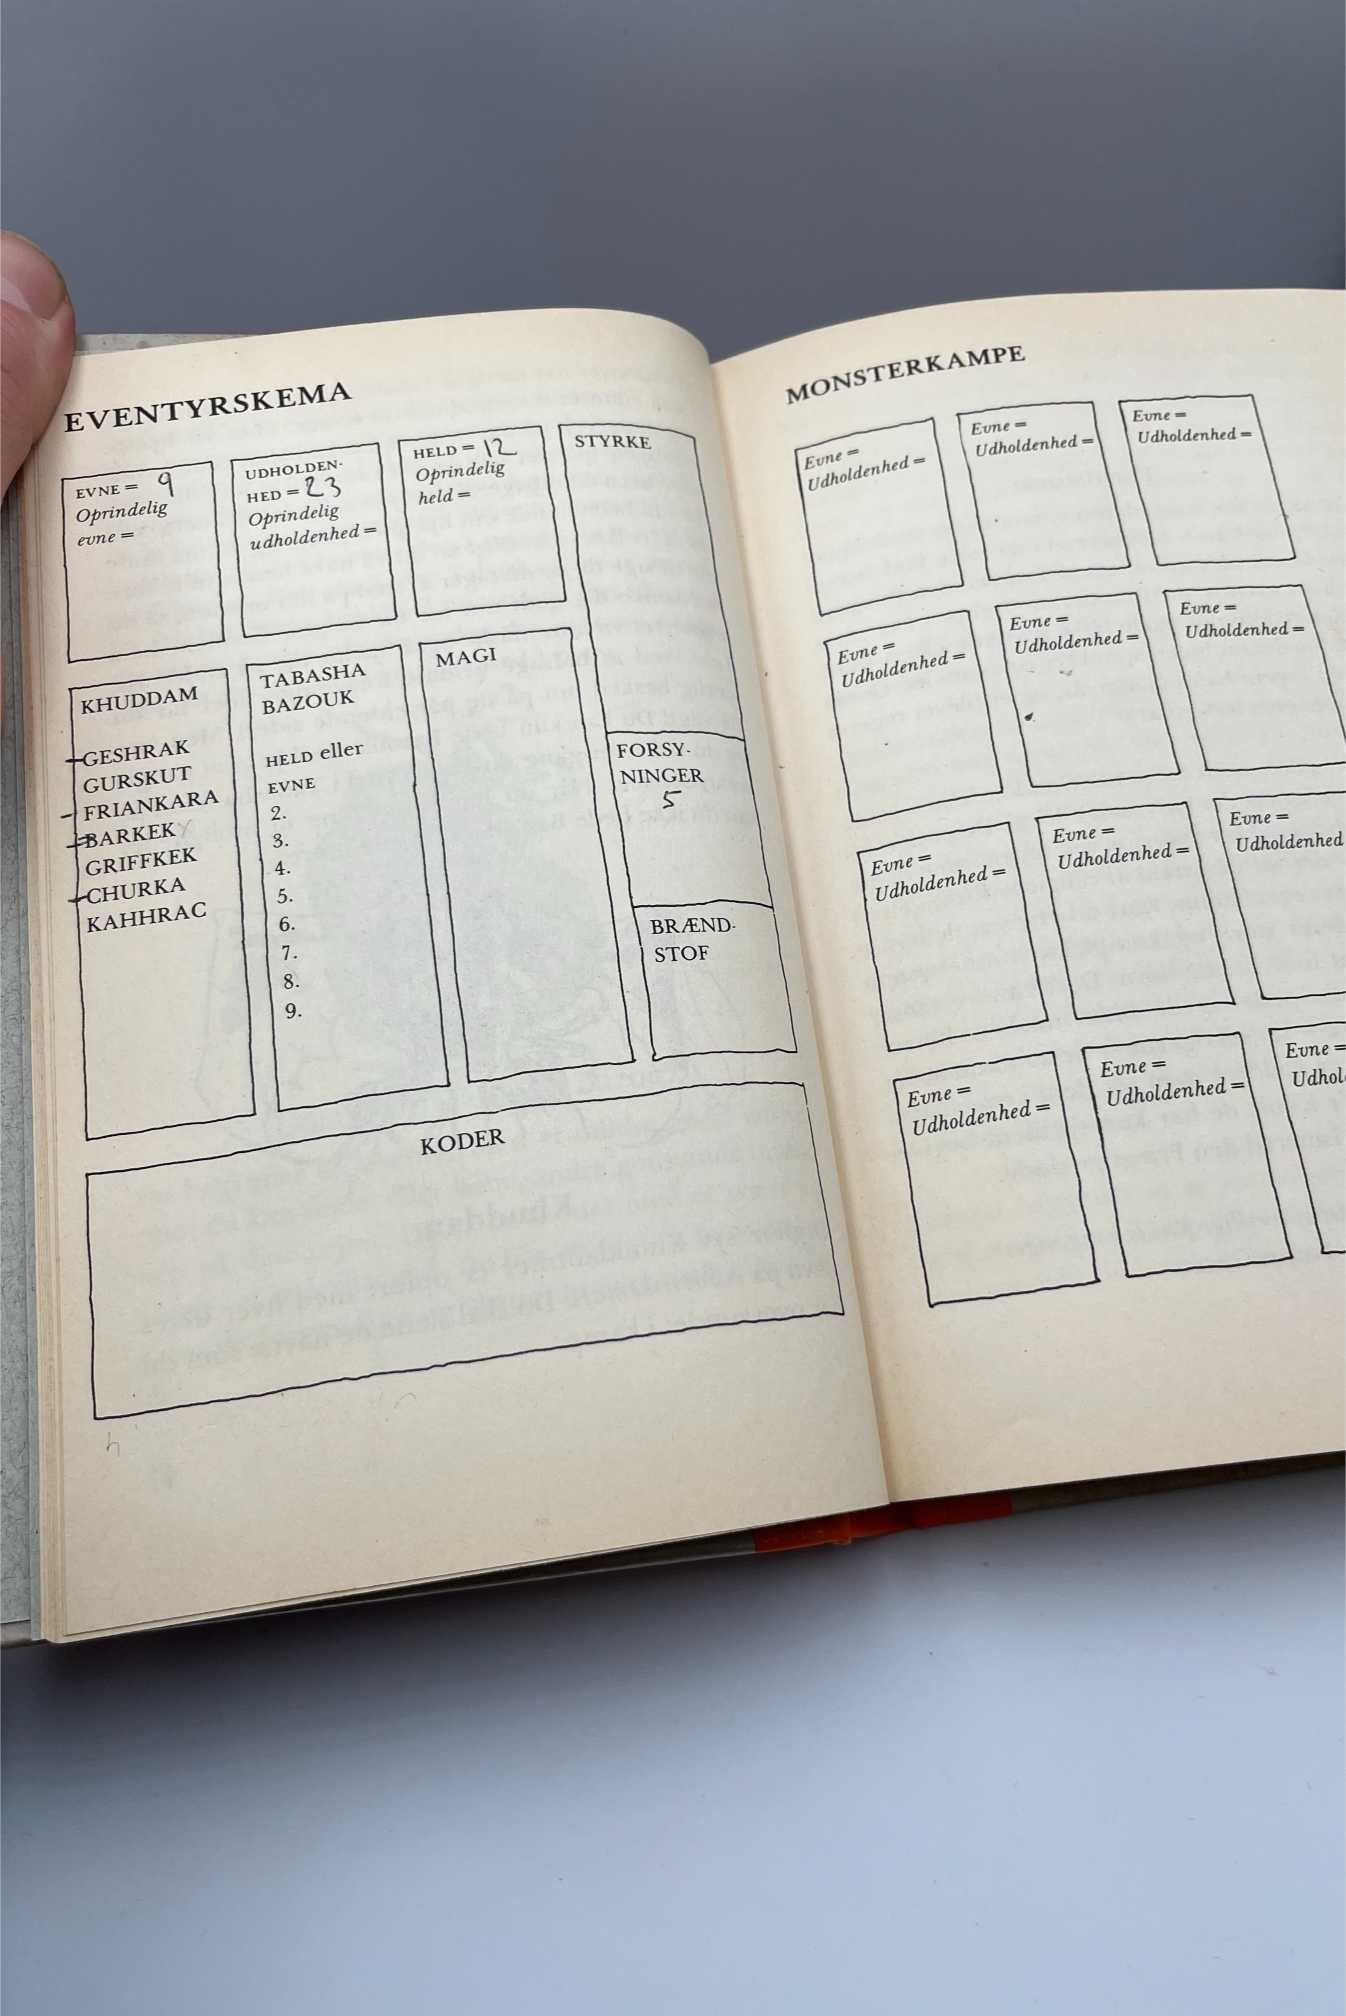 EVENTYRSKEMA
EVNE = 9
Oprindelig
evne =
UDHOLDEN-
HED = 23
Oprindelig
udholdenhed =
HELD = 12
Oprindelig
held =
STYRKE
KHUDDAM
GESHRAK
GURSKUT
FRIANKARA
BARKEK
GRIFFKEK
CHURKA
KAHHRAC
TABASHA
BAZOUK
HELD eller
EVNE
2.
3.
4.
5.
6.
7.
8.
9.
MAGI
FORSY-
NINGER
5
BRÆND-
STOF
KODER
MONSTERKAMPE
Evne =
Udholdenhed =
Evne =
Udholdenhed =
Evne =
Udholdenhed =
Evne =
Udholdenhed =
Evne =
Udholdenhed =
Evne =
Udholdenhed =
Evne =
Udholdenhed =
Evne =
Udholdenhed =
Evne =
Udholdenhed
Evne =
Udholdenhed =
Evne =
Udholdenhed =
Evne =
Udhol